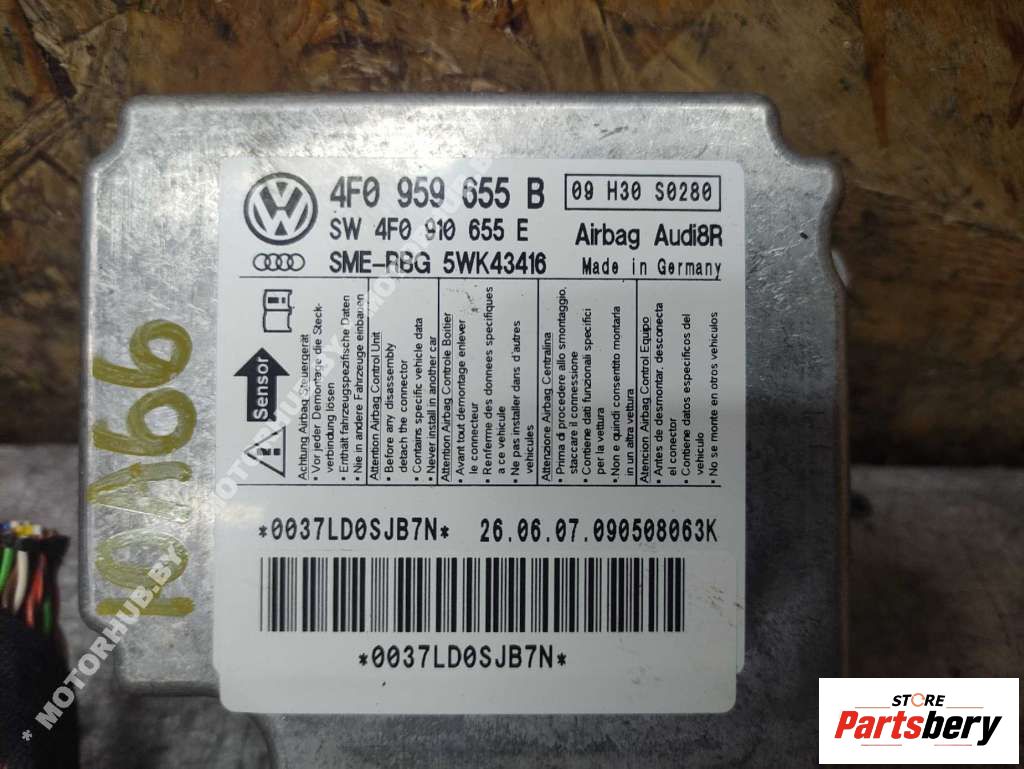 4F0 959 655 B
09 H30 S0280
SW 4F0 910 655 E
Airbag Audi8R
SME-RBG 5WK43416
Made in Germany
Sensor
Achtung Airbag Steuergerät
• Vor jeder Demontage die Steck-
verbindung lösen
• Enthält fahrzeugspezifische Daten
• Nie in andere Fahrzeuge einbauen
Attention Airbag Control Unit
• Before any disassembly
detach the connector
• Contains specific vehicle data
• Never install in another car
Attention Airbag Controle Boitier
• Avant tout demontage enlever
le connecteur
• Renferme des donnees specifiques
a ce vehicule
• Ne pas installer dans d'autres
vehicules
Attenzione Airbag Centralina
• Prima di procedere allo smontaggio,
staccare il connessione
• Contiene dati funzionali specifici
per la vettura
• Non e quindi consentito montarla
in un altra vettura
Atencion Airbag Control Equipo
• Antes de desmontar, desconecta
el conector
• Contiene datos especificos del
vehiculo
• No se monte en otros vehiculos
*0037LD0SJB7N* 26.06.07.090508063K
*0037LD0SJB7N*
10A66
* MOTORHUB.BY
STORE
Partsbery